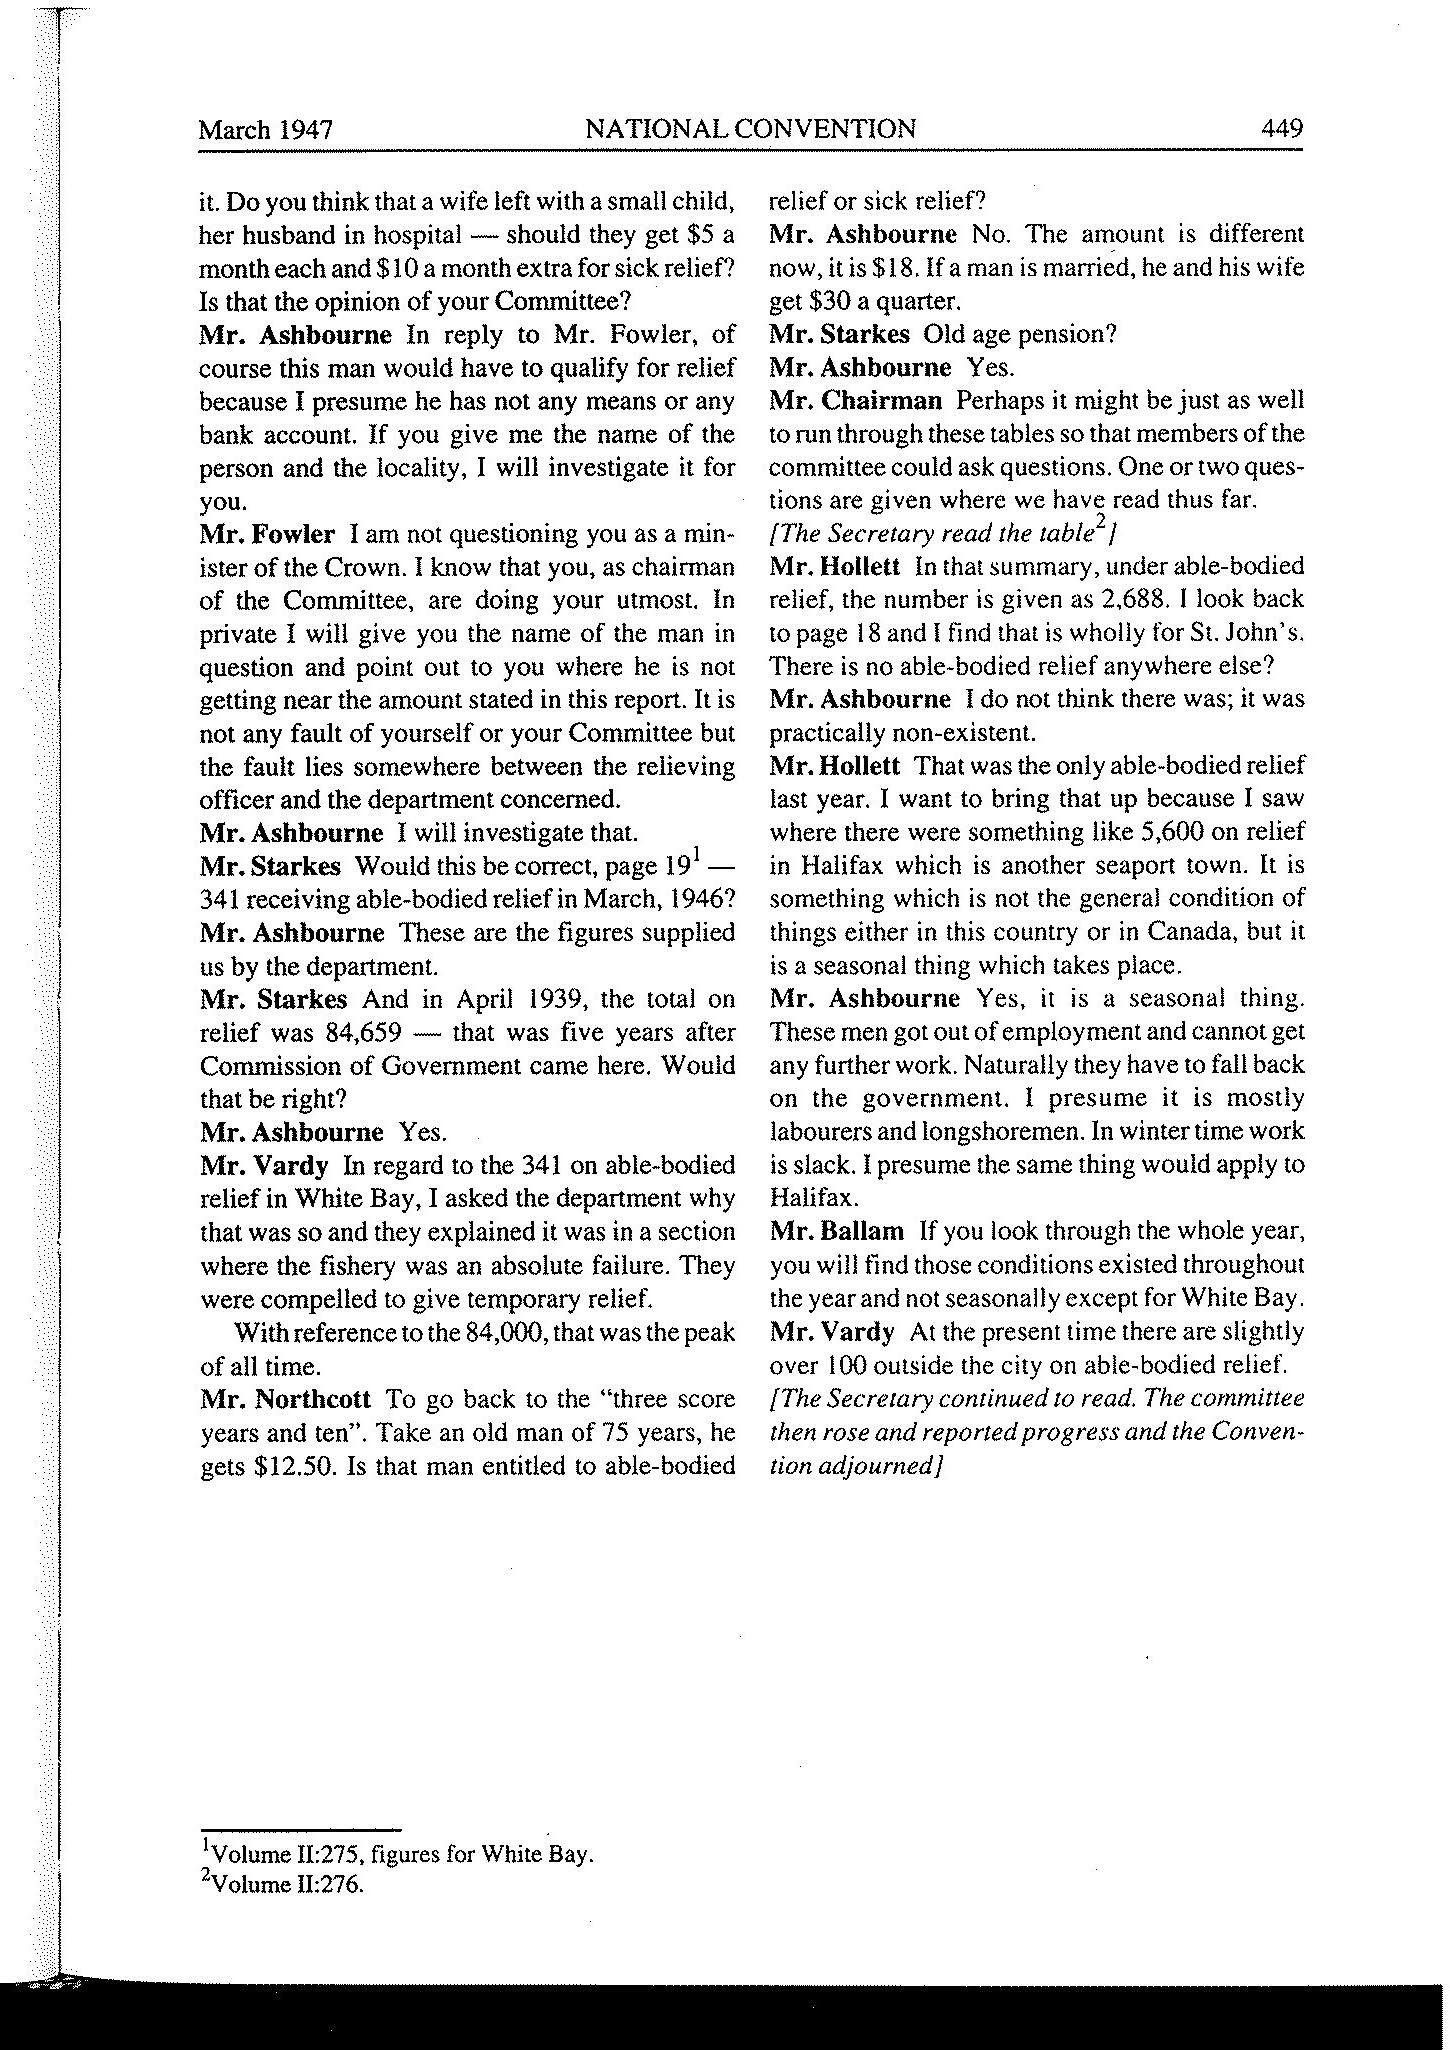 March 1947 NATIONAL CONVENTION 449
it. Do you think that a wife left with a small child,
her husband in hospital — should they get $5 a
month each and $10 a month extra for sick relief?
Is that the opinion of your Committee?
Mr. Ashbourne In reply to Mr. Fowler, of
course this man would have to qualify for relief
because I presume he has not any means or any
bank account. If you give me the name of the
person and the locality, I will investigate it for
you.
Mr. Fowler I am not questioning you as a min-
ister of the Crown. I know that you, as chairman
of the Committee, are doing your utmost. In
private I will give you the name of the man in
question and point out to you where he is not
getting near the amount stated in this report. It is
not any fault of yourself or your Committee but
the fault lies somewhere between the relieving
officer and the department concerned.
Mr. Ashbourne I will investigate that.
Mr. Starkes Would this be correct, page 19¹ —
341 receiving able-bodied relief in March, 1946?
Mr. Ashbourne These are the figures supplied
us by the department.
Mr. Starkes And in April 1939, the total on
relief was 84,659 — that was five years after
Commission of Government came here. Would
that be right?
Mr. Ashbourne Yes.
Mr. Vardy In regard to the 341 on able-bodied
relief in White Bay, I asked the department why
that was so and they explained it was in a section
where the fishery was an absolute failure. They
were compelled to give temporary relief.
With reference to the 84,000, that was the peak
of all time.
Mr. Northcott To go back to the “three score
years and ten”. Take an old man of 75 years, he
gets $12.50. Is that man entitled to able-bodied
relief or sick relief?
Mr. Ashbourne No. The amount is different
now, it is $18. If a man is married, he and his wife
get $30 a quarter.
Mr. Starkes Old age pension?
Mr. Ashbourne Yes.
Mr. Chairman Perhaps it might be just as well
to run through these tables so that members of the
committee could ask questions. One or two ques-
tions are given where we have read thus far.
[The Secretary read the table²]
Mr. Hollett In that summary, under able-bodied
relief, the number is given as 2,688. I look back
to page 18 and I find that is wholly for St. John's.
There is no able-bodied relief anywhere else?
Mr. Ashbourne I do not think there was; it was
practically non-existent.
Mr. Hollett That was the only able-bodied relief
last year. I want to bring that up because I saw
where there were something like 5,600 on relief
in Halifax which is another seaport town. It is
something which is not the general condition of
things either in this country or in Canada, but it
is a seasonal thing which takes place.
Mr. Ashbourne Yes, it is a seasonal thing.
These men got out of employment and cannot get
any further work. Naturally they have to fall back
on the government. I presume it is mostly
labourers and longshoremen. In winter time work
is slack. I presume the same thing would apply to
Halifax.
Mr. Ballam If you look through the whole year,
you will find those conditions existed throughout
the year and not seasonally except for White Bay.
Mr. Vardy At the present time there are slightly
over 100 outside the city on able-bodied relief.
[The Secretary continued to read. The committee
then rose and reported progress and the Conven-
tion adjourned]
¹Volume II:275, figures for White Bay.
²Volume II:276.